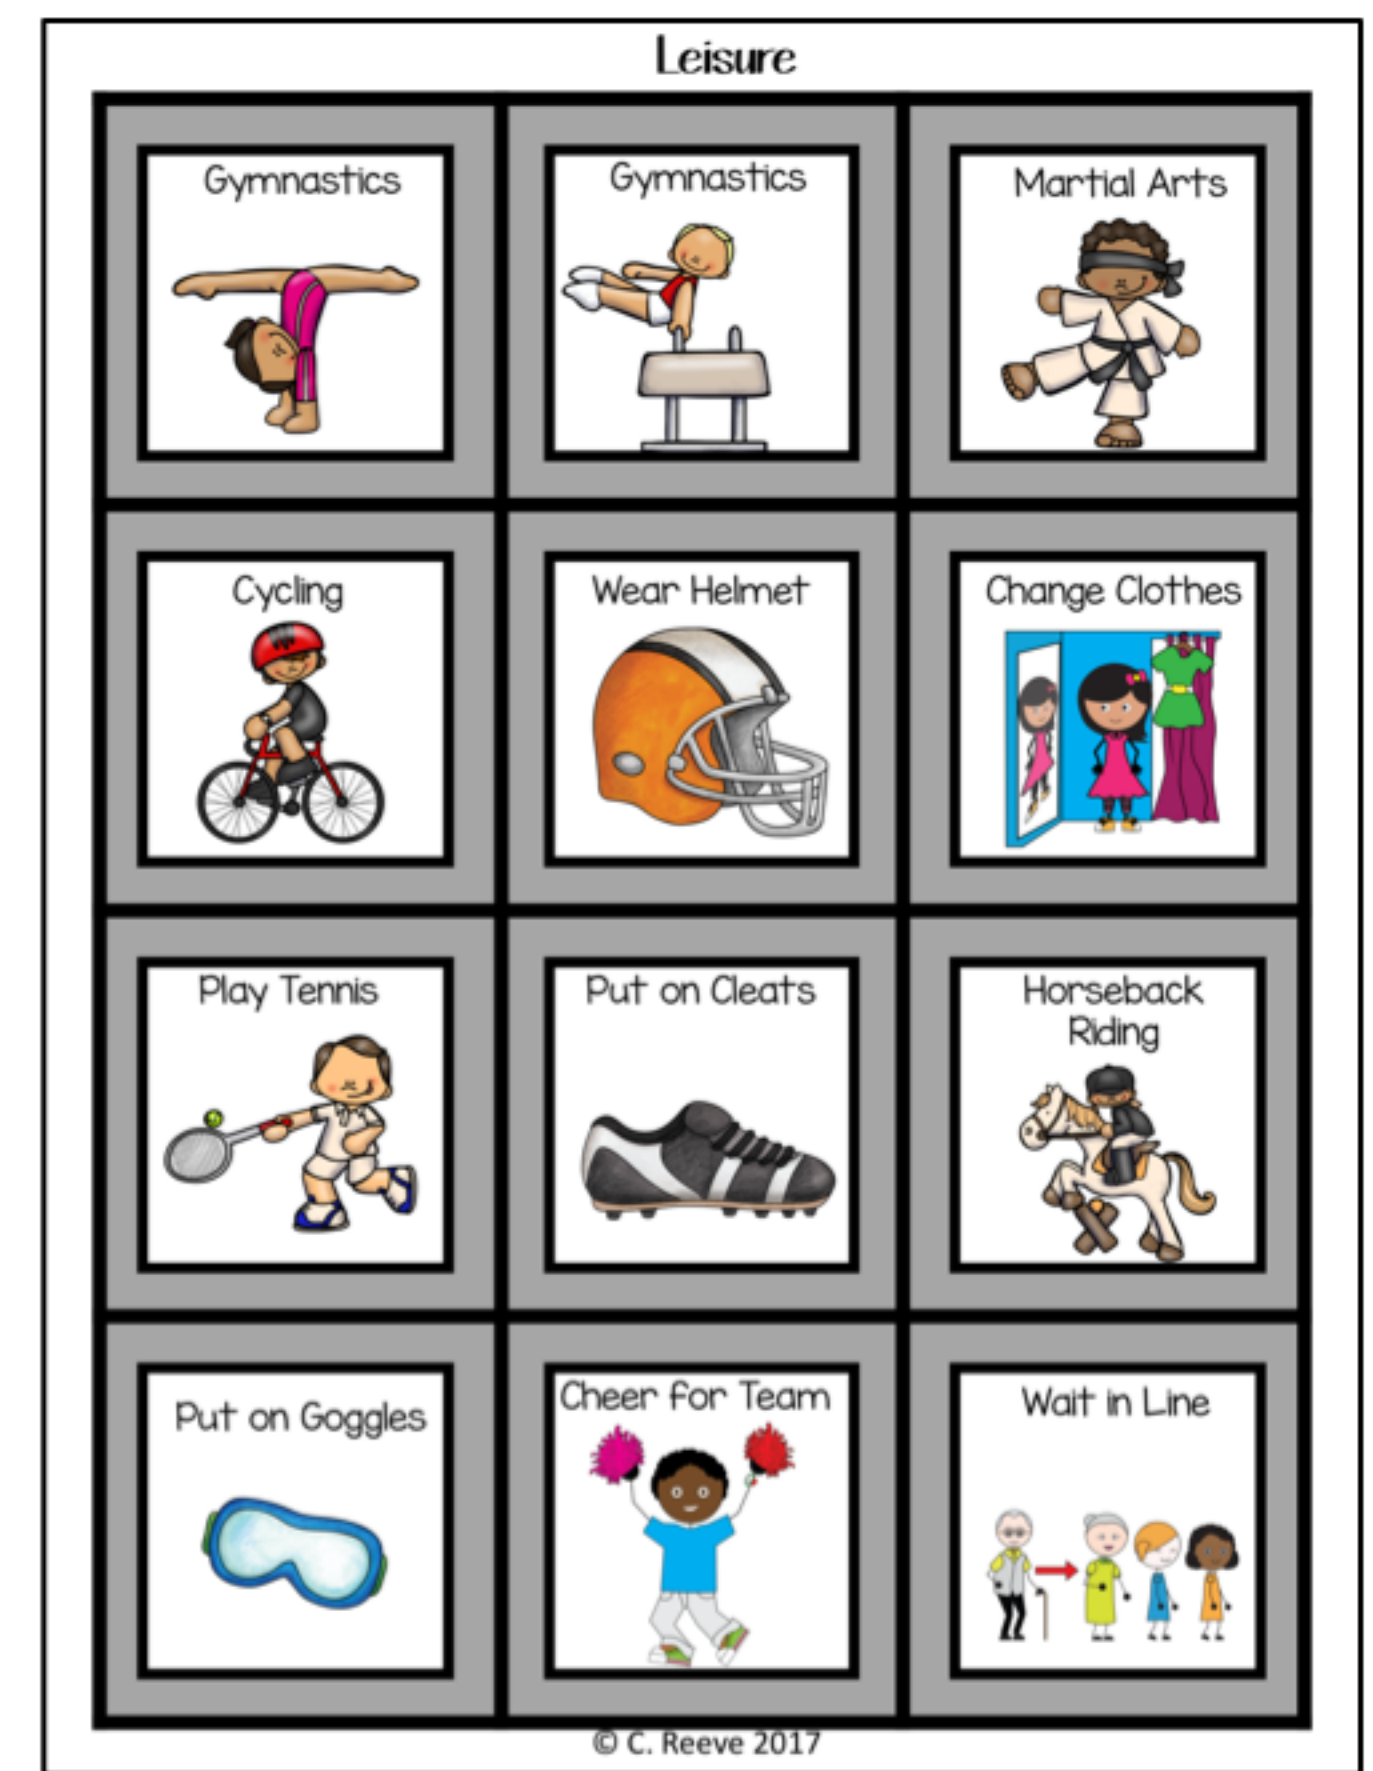 Leisure
Gymnastics
Gymnastics
Martial Arts
Cycling
Wear Helmet
Change Clothes
Play Tennis
Put on Cleats
Horseback
Riding
Put on Goggles
Cheer for Team
Wait in Line
© C. Reeve 2017